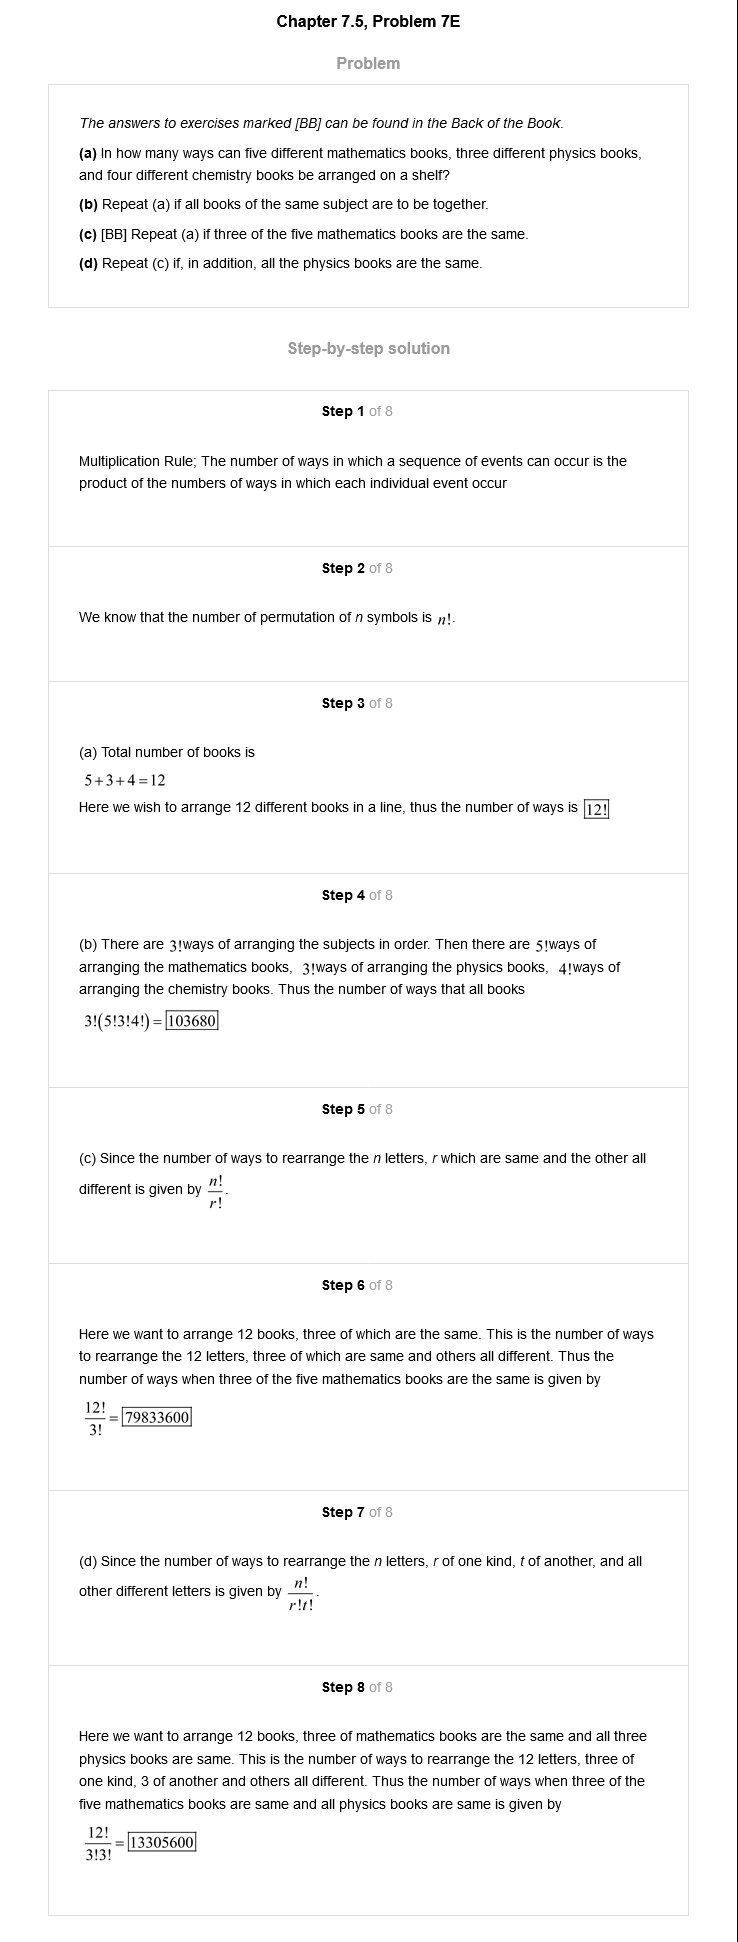 Chapter 7.5, Problem 7E
Problem
The answers to exercises marked [BB] can be found in the Back of the Book.
(a) In how many ways can five different mathematics books, three different physics books,
and four different chemistry books be arranged on a shelf?
(b) Repeat (a) if all books of the same subject are to be together.
(c) [BB] Repeat (a) if three of the five mathematics books are the same.
(d) Repeat (c) if, in addition, all the physics books are the same.
Step-by-step solution
Step 1 of 8
Multiplication Rule; The number of ways in which a sequence of events can occur is the
product of the numbers of ways in which each individual event occur
Step 2 of 8
We know that the number of permutation of n symbols is n!.
Step 3 of 8
(a) Total number of books is
5+3+4=12
Here we wish to arrange 12 different books in a line, thus the number of ways is 12!
Step 4 of 8
(b) There are 3!ways of arranging the subjects in order. Then there are 5!ways of
arranging the mathematics books, 3!ways of arranging the physics books, 4!ways of
arranging the chemistry books. Thus the number of ways that all books
3!(5!3!4!)=103680
Step 5 of 8
(c) Since the number of ways to rearrange the n letters, r which are same and the other all
different is given by n!/r!.
Step 6 of 8
Here we want to arrange 12 books, three of which are the same. This is the number of ways
to rearrange the 12 letters, three of which are same and others all different. Thus the
number of ways when three of the five mathematics books are the same is given by
12!/3!=79833600
Step 7 of 8
(d) Since the number of ways to rearrange the n letters, r of one kind, t of another, and all
other different letters is given by n!/r!t!.
Step 8 of 8
Here we want to arrange 12 books, three of mathematics books are the same and all three
physics books are same. This is the number of ways to rearrange the 12 letters, three of
one kind, 3 of another and others all different. Thus the number of ways when three of the
five mathematics books are same and all physics books are same is given by
12!/3!3!=13305600